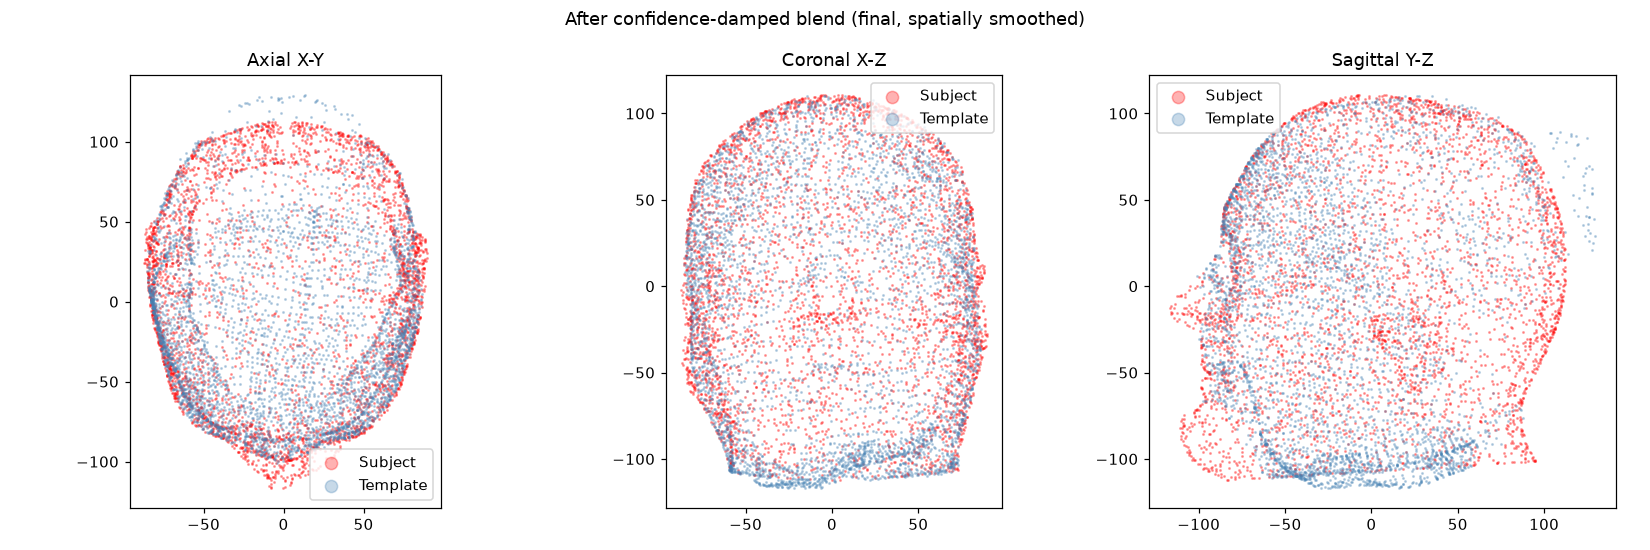 After confidence-damped blend (final, spatially smoothed)
Axial X-Y
Subject
Template
100
50
0
−50
−100
−50 0 50
Coronal X-Z
Subject
Template
100
50
0
−50
−100
−50 0 50
Sagittal Y-Z
Subject
Template
100
50
0
−50
−100
−100 −50 0 50 100